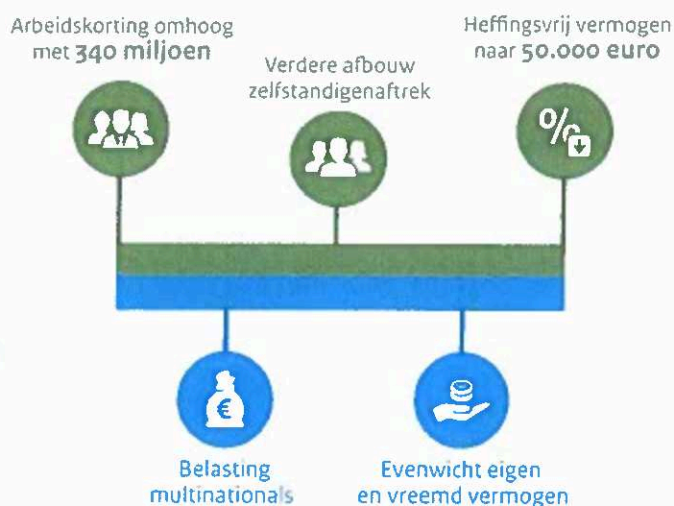 Arbeidskorting omhoog
met 340 miljoen
Verdere afbouw
zelfstandigenaftrek
Heffingsvrij vermogen
naar 50.000 euro
%
€
Belasting
multinationals
Evenwicht eigen
en vreemd vermogen